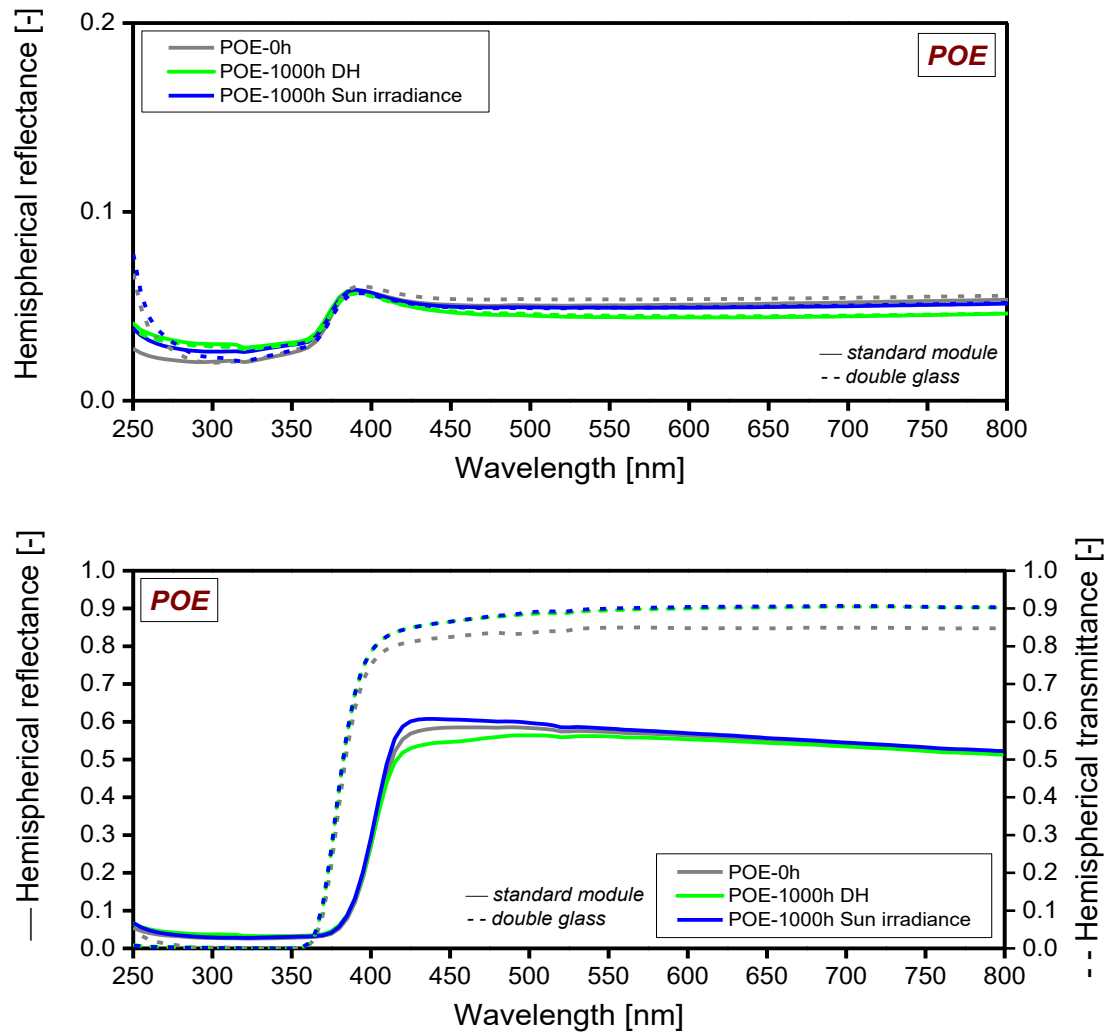 Hemispherical reflectance [-]
0.2
0.1
0.0
POE-0h
POE-1000h DH
POE-1000h Sun irradiance
POE
— standard module
- - double glass
250 300 350 400 450 500 550 600 650 700 750 800
Wavelength [nm]
— Hemispherical reflectance [-]
1.0
0.9
0.8
0.7
0.6
0.5
0.4
0.3
0.2
0.1
0.0
POE
— standard module
- - double glass
POE-0h
POE-1000h DH
POE-1000h Sun irradiance
1.0
0.9
0.8
0.7
0.6
0.5
0.4
0.3
0.2
0.1
0.0
- - Hemispherical transmittance [-]
250 300 350 400 450 500 550 600 650 700 750 800
Wavelength [nm]